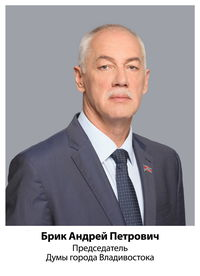 Брик Андрей Петрович
Председатель
Думы города Владивостока